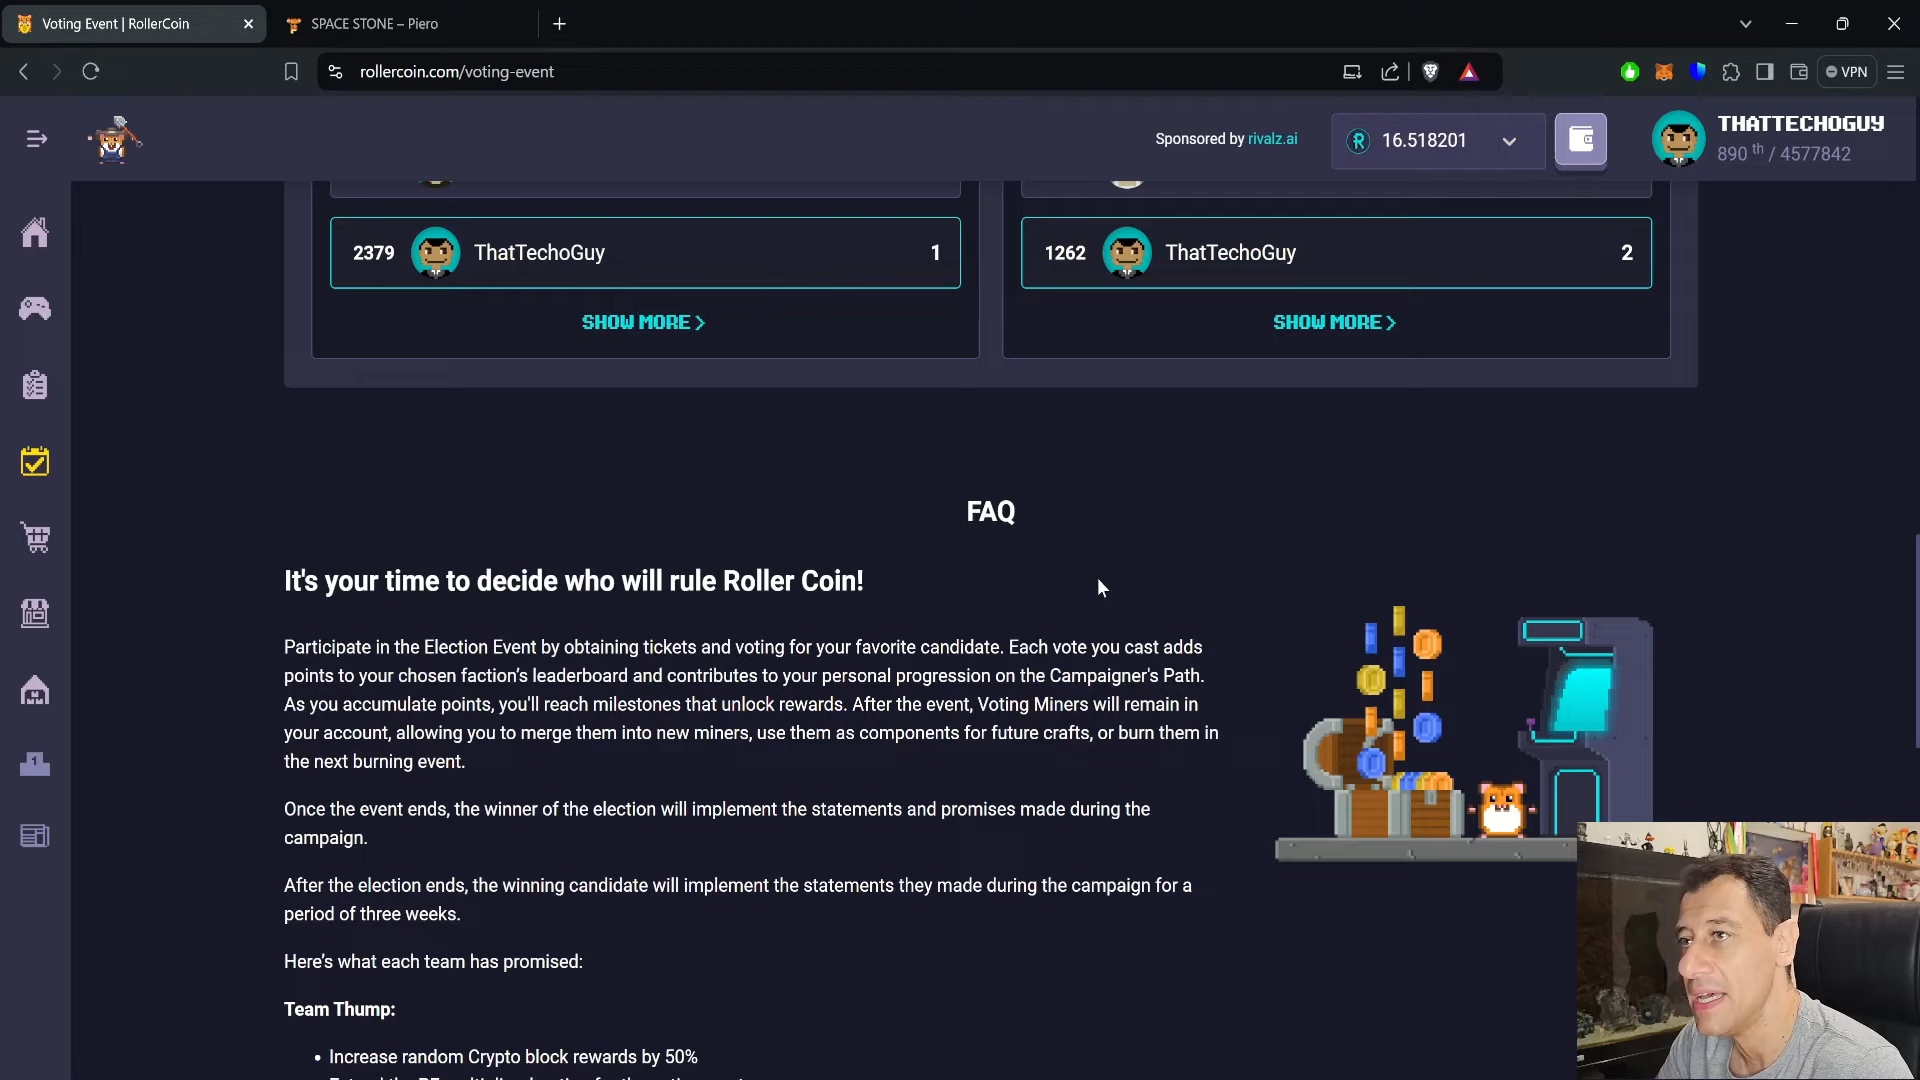 Voting Event | RollerCoin
SPACE STONE – Piero
rollercoin.com/voting-event
VPN
Sponsored by rivalz.ai
16.518201
THATTECHOGUY
890 th / 4577842
2379 ThatTechoGuy 1
1262 ThatTechoGuy 2
SHOW MORE >
SHOW MORE >
FAQ
It's your time to decide who will rule Roller Coin!
Participate in the Election Event by obtaining tickets and voting for your favorite candidate. Each vote you cast adds
points to your chosen faction’s leaderboard and contributes to your personal progression on the Campaigner's Path.
As you accumulate points, you'll reach milestones that unlock rewards. After the event, Voting Miners will remain in
your account, allowing you to merge them into new miners, use them as components for future crafts, or burn them in
the next burning event.
Once the event ends, the winner of the election will implement the statements and promises made during the
campaign.
After the election ends, the winning candidate will implement the statements they made during the campaign for a
period of three weeks.
Here’s what each team has promised:
Team Thump:
• Increase random Crypto block rewards by 50%